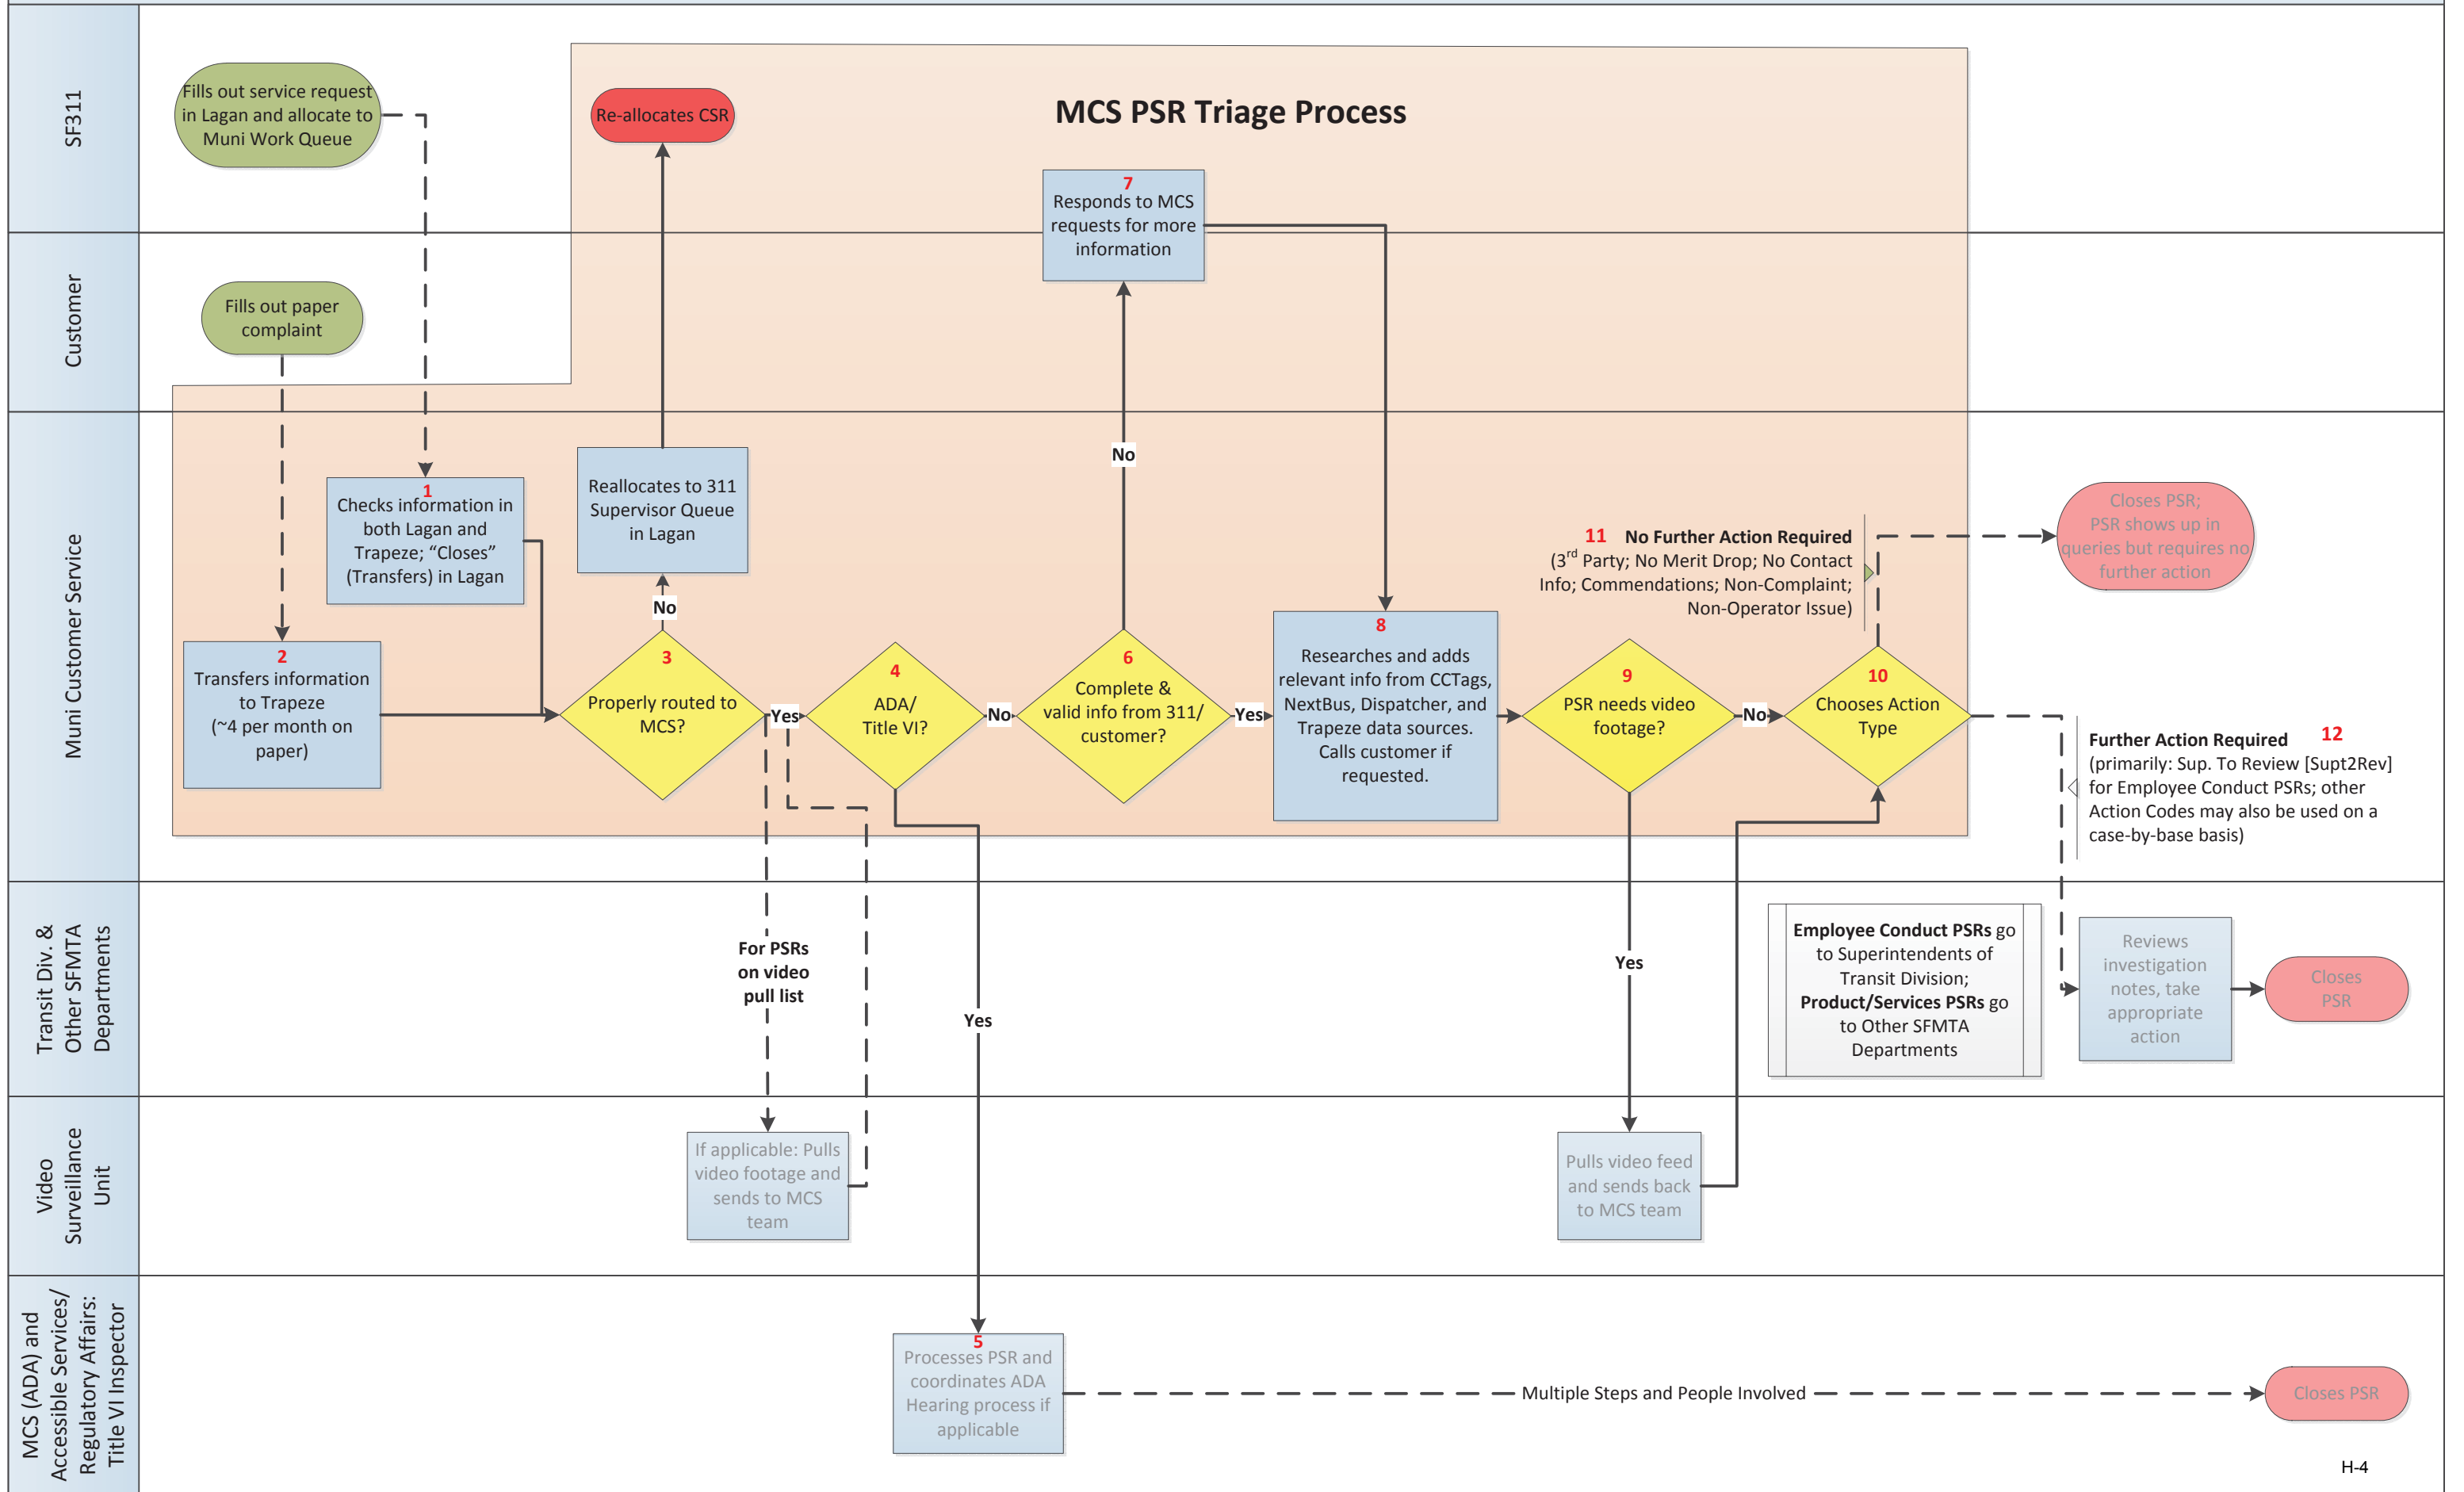 SF311
Fills out service request
in Lagan and allocate to
Muni Work Queue
Re-allocates CSR
MCS PSR Triage Process
7
Responds to MCS
requests for more
information
Customer
Fills out paper
complaint
Muni Customer Service
1
Checks information in
both Lagan and
Trapeze; “Closes”
(Transfers) in Lagan
2
Transfers information
to Trapeze
(~4 per month on
paper)
Reallocates to 311
Supervisor Queue
in Lagan
No
3
Properly routed to
MCS?
Yes
4
ADA/
Title VI?
No
6
Complete &
valid info from 311/
customer?
No
Yes
8
Researches and adds
relevant info from CCTags,
NextBus, Dispatcher, and
Trapeze data sources.
Calls customer if
requested.
9
PSR needs video
footage?
No
10
Chooses Action
Type
11 No Further Action Required
(3rd Party; No Merit Drop; No Contact
Info; Commendations; Non-Complaint;
Non-Operator Issue)
Closes PSR;
PSR shows up in
queries but requires no
further action
Further Action Required 12
(primarily: Sup. To Review [Supt2Rev]
for Employee Conduct PSRs; other
Action Codes may also be used on a
case-by-base basis)
Transit Div. &
Other SFMTA
Departments
For PSRs
on video
pull list
Yes
Yes
Employee Conduct PSRs go
to Superintendents of
Transit Division;
Product/Services PSRs go
to Other SFMTA
Departments
Reviews
investigation
notes, take
appropriate
action
Closes
PSR
Video
Surveillance
Unit
If applicable: Pulls
video footage and
sends to MCS
team
Pulls video feed
and sends back
to MCS team
MCS (ADA) and
Accessible Services/
Regulatory Affairs:
Title VI Inspector
5
Processes PSR and
coordinates ADA
Hearing process if
applicable
Multiple Steps and People Involved
Closes PSR
H-4